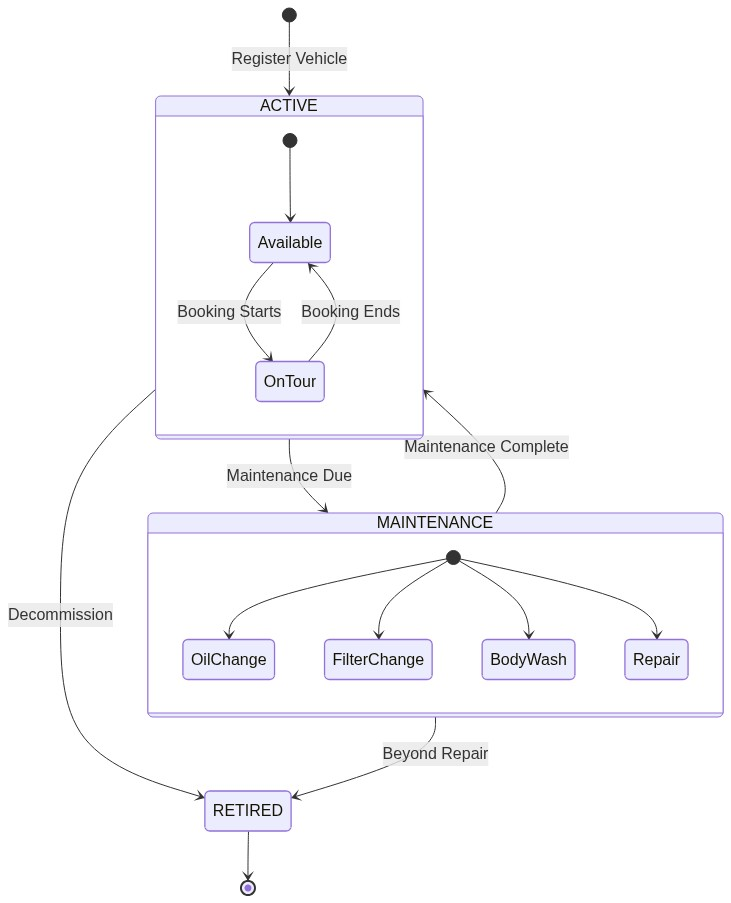 Register Vehicle
ACTIVE
Available
Booking Starts
Booking Ends
OnTour
Maintenance Complete
Maintenance Due
MAINTENANCE
Decommission
OilChange
FilterChange
BodyWash
Repair
Beyond Repair
RETIRED